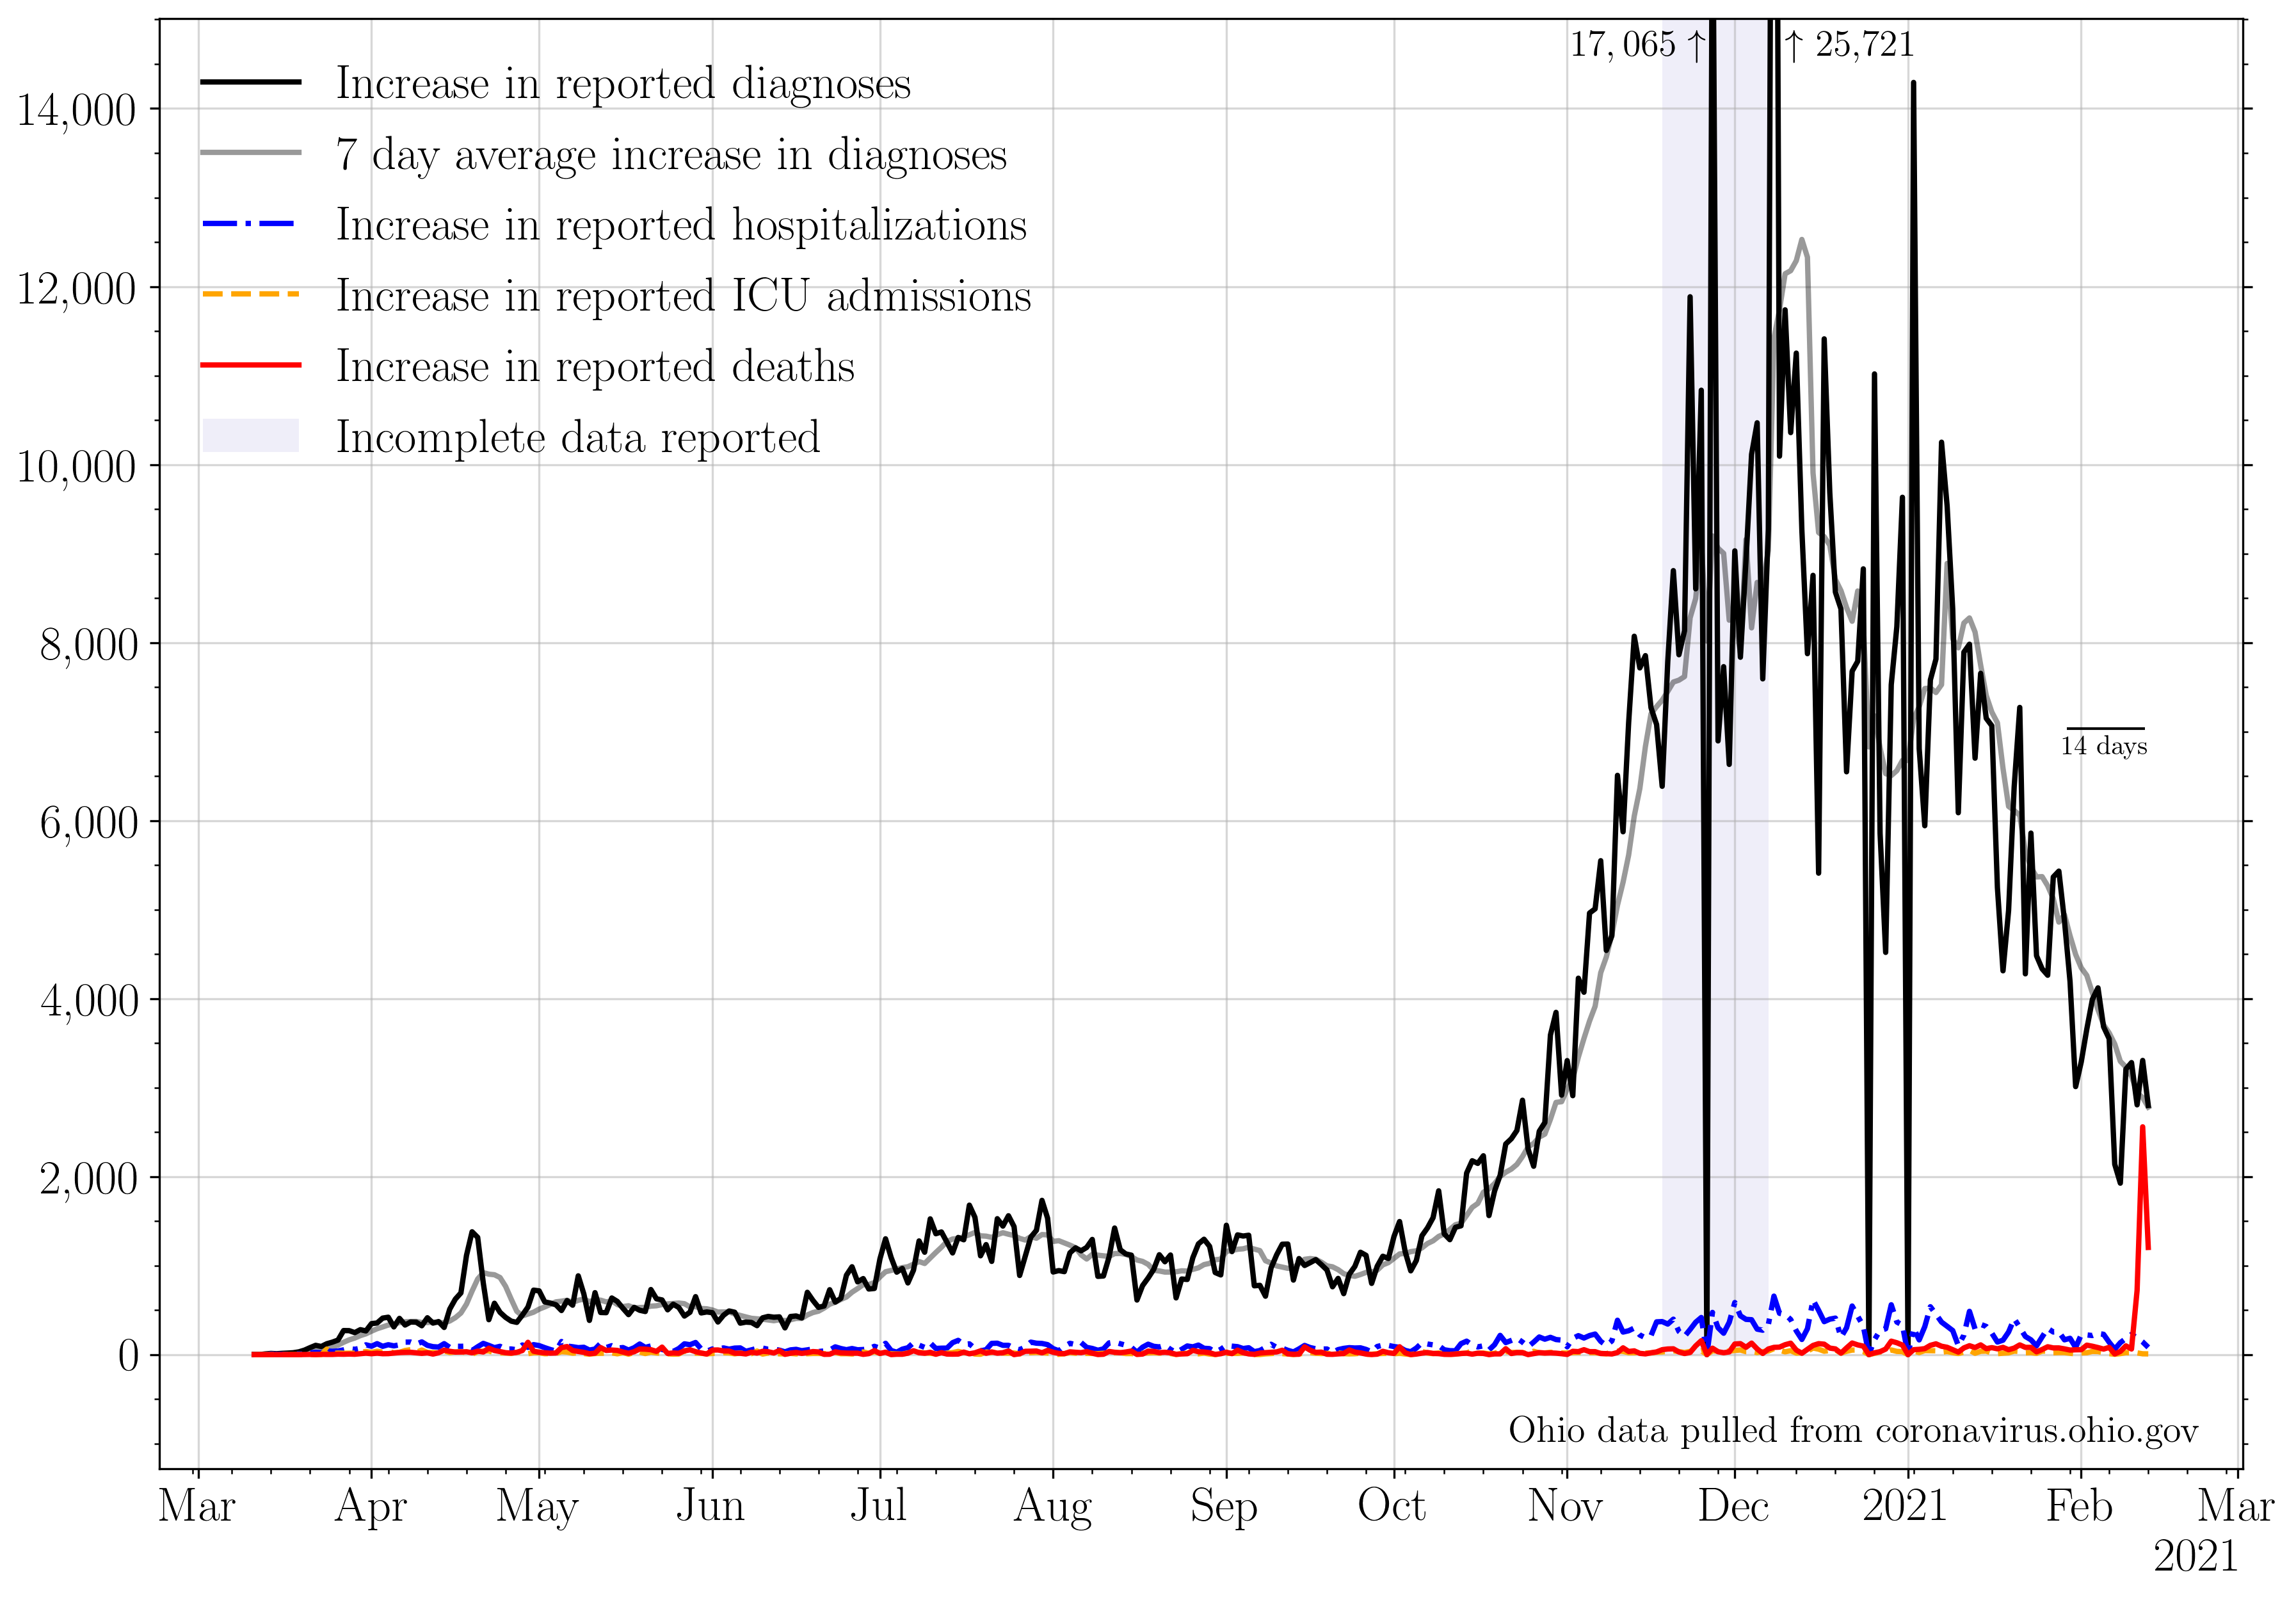 17,065 ↑ ↑ 25,721
Increase in reported diagnoses
7 day average increase in diagnoses
Increase in reported hospitalizations
Increase in reported ICU admissions
Increase in reported deaths
Incomplete data reported
14,000
12,000
10,000
8,000
6,000
4,000
2,000
0
14 days
Ohio data pulled from coronavirus.ohio.gov
Mar Apr May Jun Jul Aug Sep Oct Nov Dec 2021 Feb Mar
2021